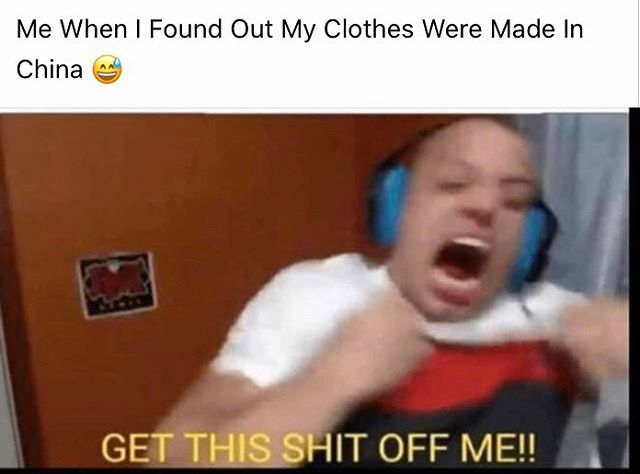 Me When I Found Out My Clothes Were Made In
China 😅
GET THIS SHIT OFF ME!!